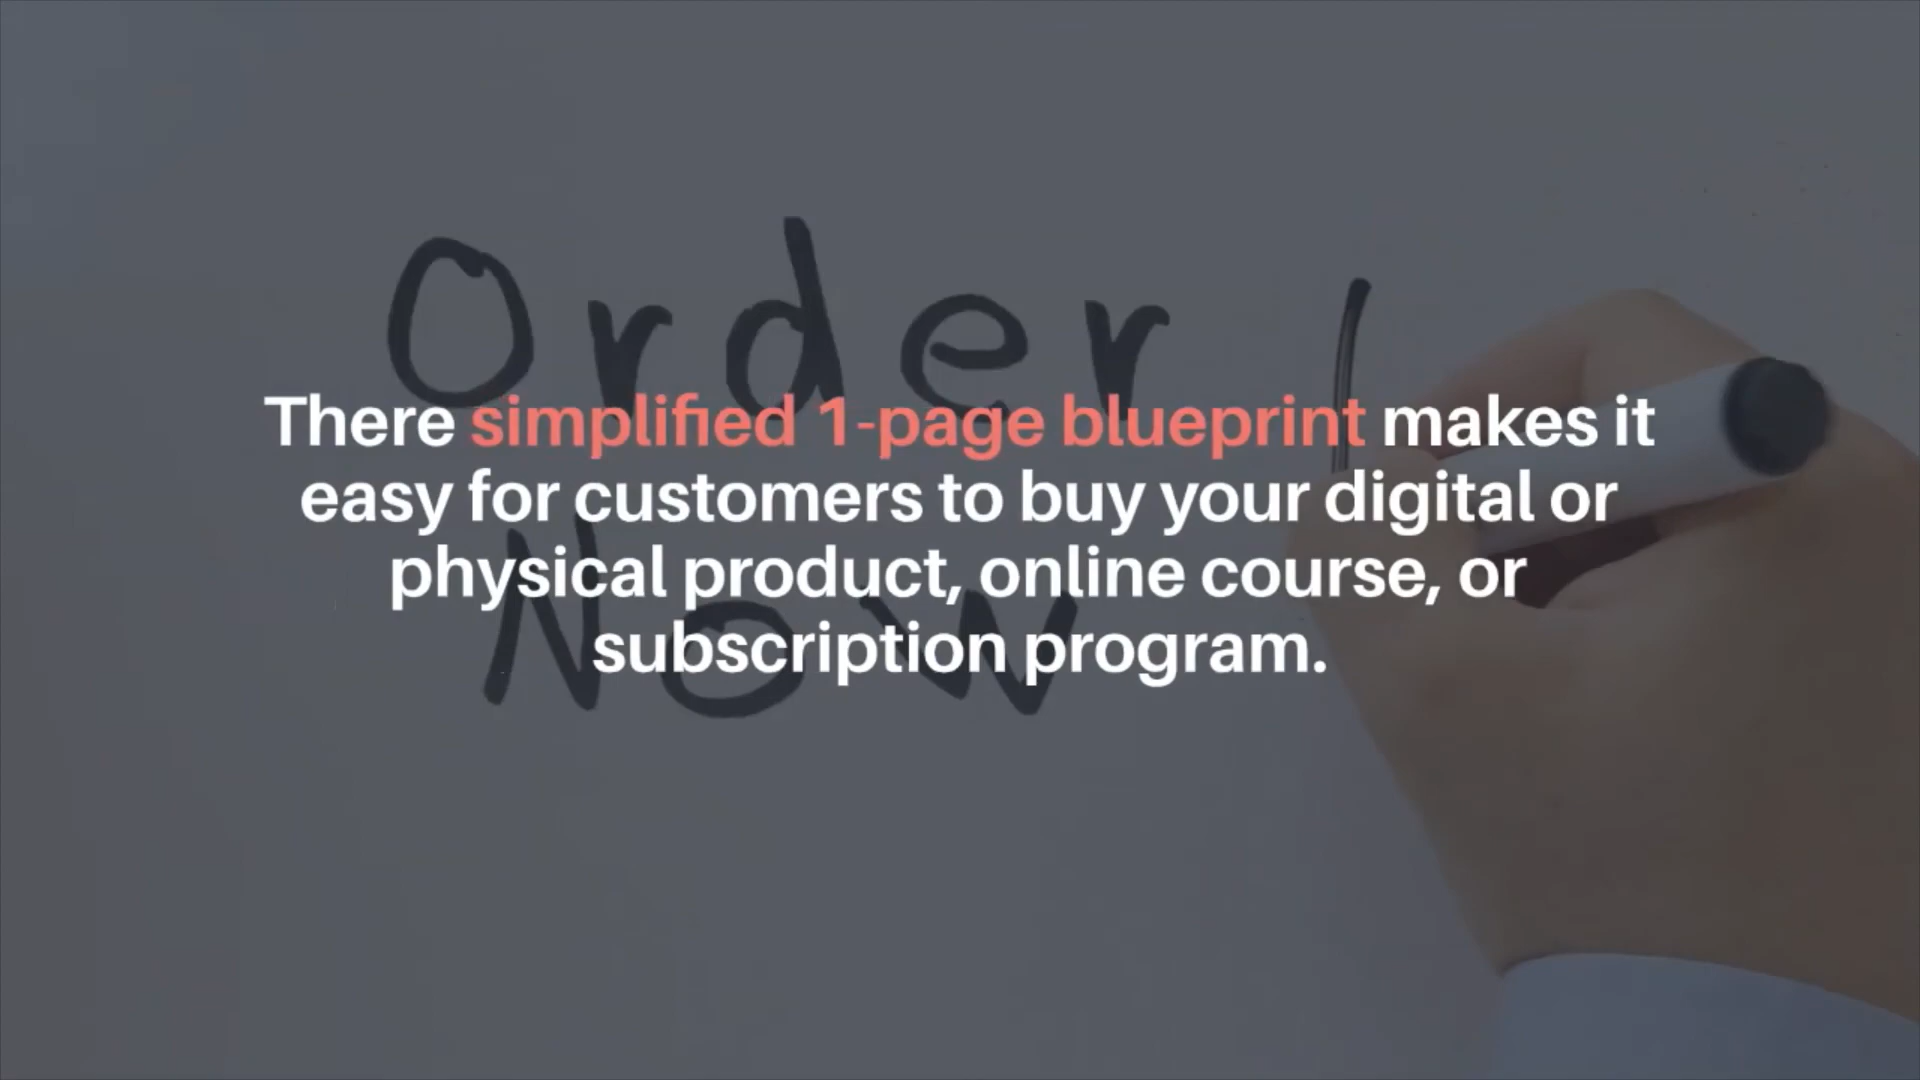 Order
Now
There simplified 1-page blueprint makes it
easy for customers to buy your digital or
physical product, online course, or
subscription program.